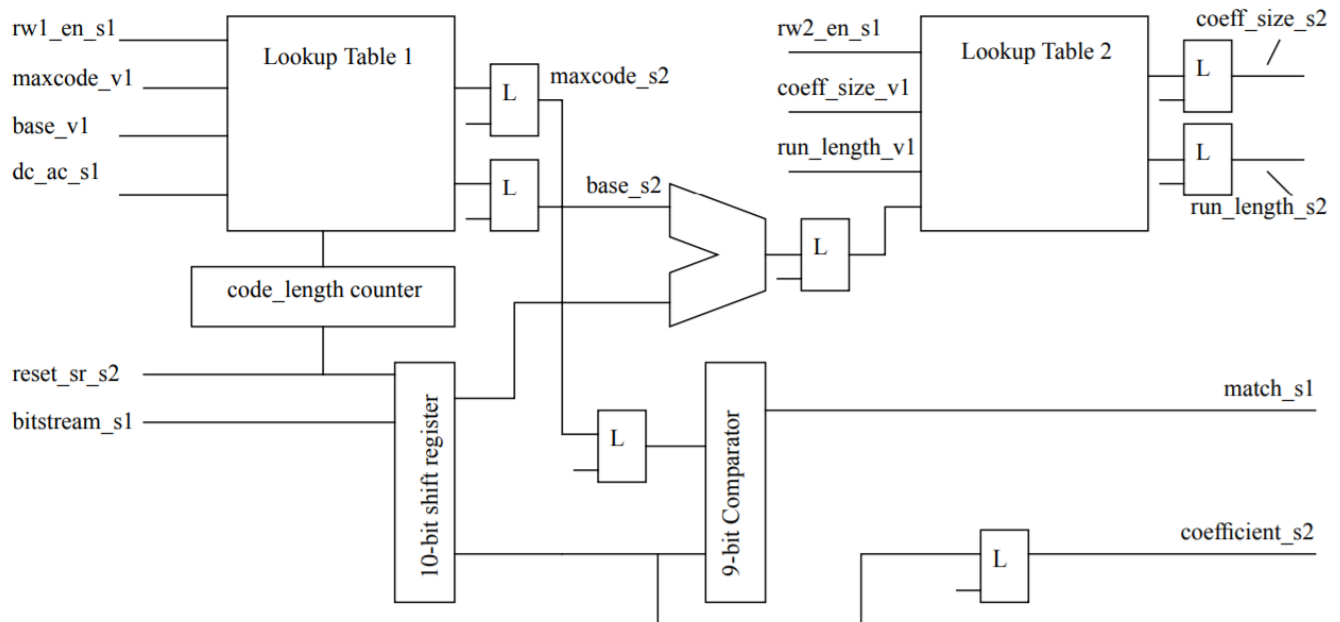 rw1_en_s1
maxcode_v1
base_v1
dc_ac_s1
Lookup Table 1
L
maxcode_s2
L
base_s2
code_length counter
reset_sr_s2
bitstream_s1
10-bit shift register
L
9-bit Comparator
L
rw2_en_s1
coeff_size_v1
run_length_v1
Lookup Table 2
L
coeff_size_s2
L
run_length_s2
match_s1
L
coefficient_s2